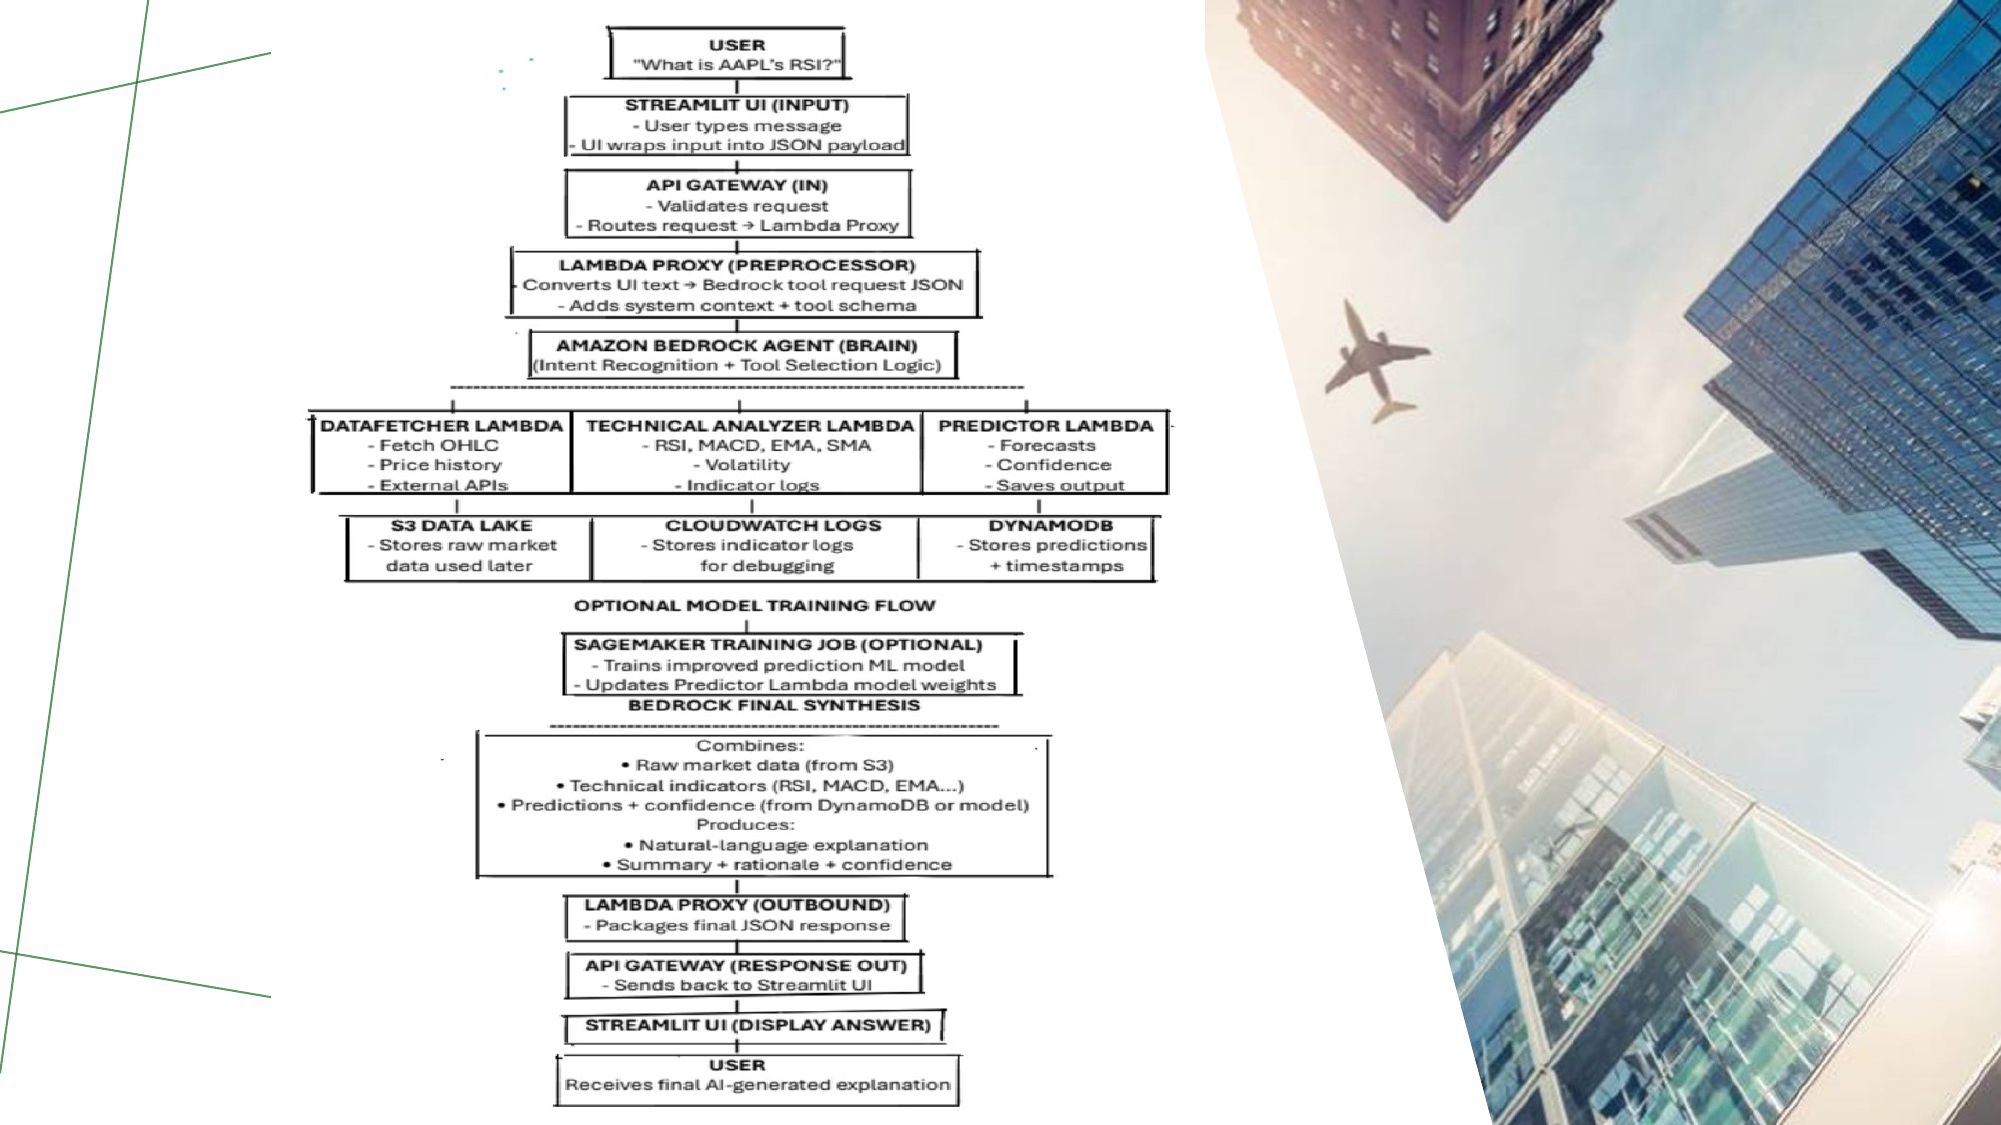 USER
"What is AAPL's RSI?"
STREAMLIT UI (INPUT)
- User types message
- UI wraps input into JSON payload
API GATEWAY (IN)
- Validates request
- Routes request → Lambda Proxy
LAMBDA PROXY (PREPROCESSOR)
- Converts UI text → Bedrock tool request JSON
- Adds system context + tool schema
AMAZON BEDROCK AGENT (BRAIN)
(Intent Recognition + Tool Selection Logic)
DATAFETCHER LAMBDA
- Fetch OHLC
- Price history
- External APIs
TECHNICAL ANALYZER LAMBDA
- RSI, MACD, EMA, SMA
- Volatility
- Indicator logs
PREDICTOR LAMBDA
- Forecasts
- Confidence
- Saves output
S3 DATA LAKE
- Stores raw market
data used later
CLOUDWATCH LOGS
- Stores indicator logs
for debugging
DYNAMODB
- Stores predictions
+ timestamps
OPTIONAL MODEL TRAINING FLOW
SAGEMAKER TRAINING JOB (OPTIONAL)
- Trains improved prediction ML model
- Updates Predictor Lambda model weights
BEDROCK FINAL SYNTHESIS
Combines:
• Raw market data (from S3)
• Technical indicators (RSI, MACD, EMA...)
• Predictions + confidence (from DynamoDB or model)
Produces:
• Natural-language explanation
• Summary + rationale + confidence
LAMBDA PROXY (OUTBOUND)
- Packages final JSON response
API GATEWAY (RESPONSE OUT)
- Sends back to Streamlit UI
STREAMLIT UI (DISPLAY ANSWER)
USER
Receives final AI-generated explanation